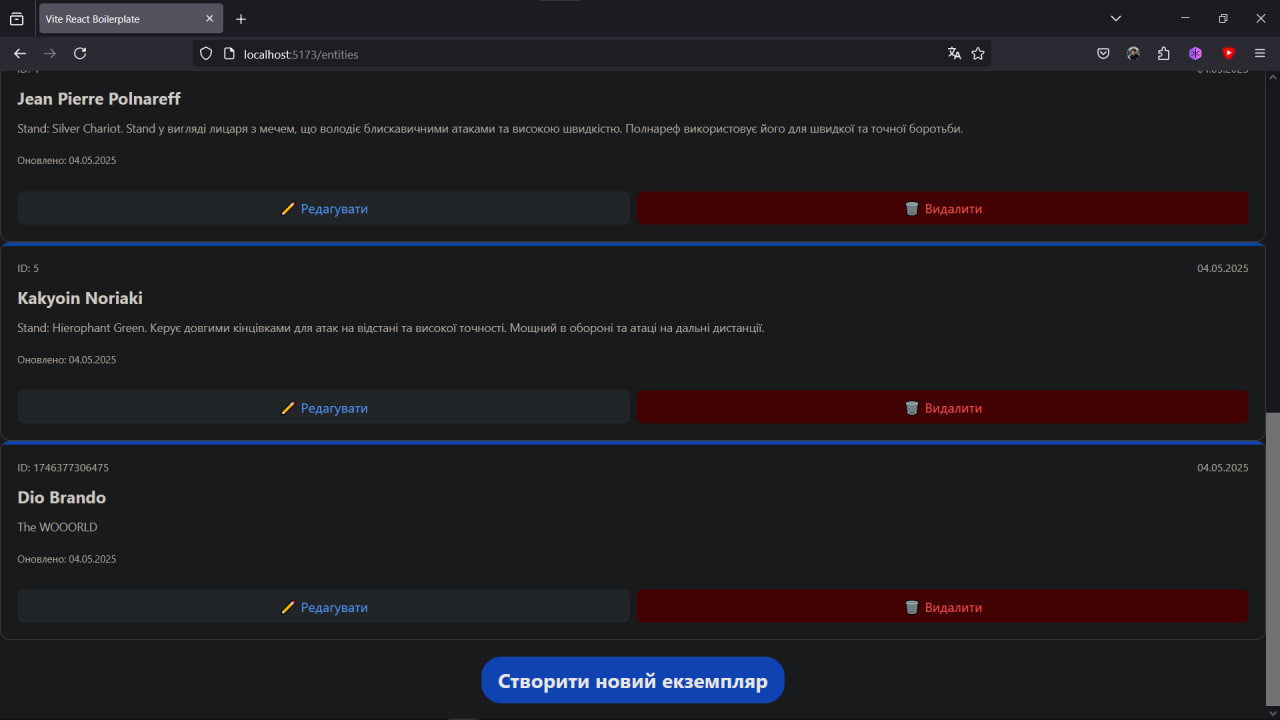 Vite React Boilerplate
localhost:5173/entities
04.05.2025
Jean Pierre Polnareff
Stand: Silver Chariot. Stand у вигляді лицаря з мечем, що володіє блискавичними атаками та високою швидкістю. Полнареф використовує його для швидкої та точної боротьби.
Оновлено: 04.05.2025
Редагувати
Видалити
ID: 5
04.05.2025
Kakyoin Noriaki
Stand: Hierophant Green. Керує довгими кінцівками для атак на відстані та високої точності. Мощний в обороні та атаці на дальні дистанції.
Оновлено: 04.05.2025
Редагувати
Видалити
ID: 1746377306475
04.05.2025
Dio Brando
The WOOORLD
Оновлено: 04.05.2025
Редагувати
Видалити
Створити новий екземпляр